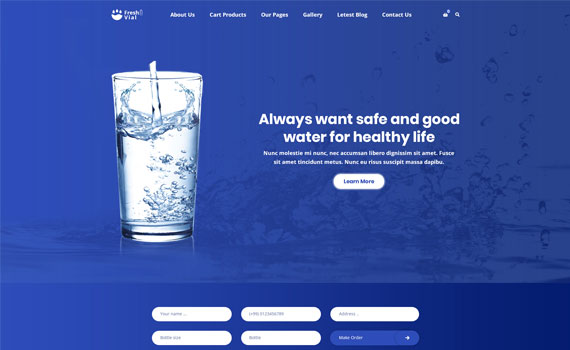 Fresh
Vial
About Us
Cart Products
Our Pages
Gallery
Letest Blog
Contact Us
0
Always want safe and good
water for healthy life
Nunc molestie mi nunc, nec accumsan libero dignissim sit amet. Fusce
sit amet tincidunt metus. Nunc eu risus suscipit massa dapibu.
Learn More
Your name ...
Address ...
Bottle size
Bottle
Make Order